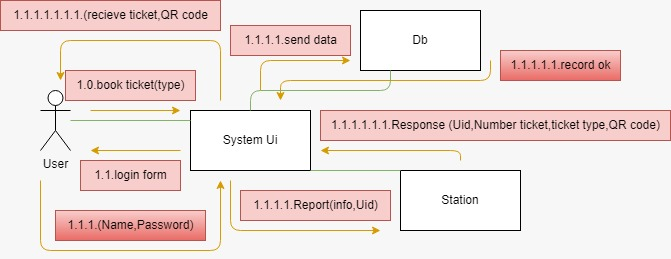 1.1.1.1.1.1.1.(recieve ticket,QR code
1.1.1.1.send data
Db
1.1.1.1.1.record ok
1.0.book ticket(type)
System Ui
1.1.1.1.1.1.Response (Uid,Number ticket,ticket type,QR code)
User
1.1.login form
1.1.1.(Name,Password)
1.1.1.1.Report(info,Uid)
Station